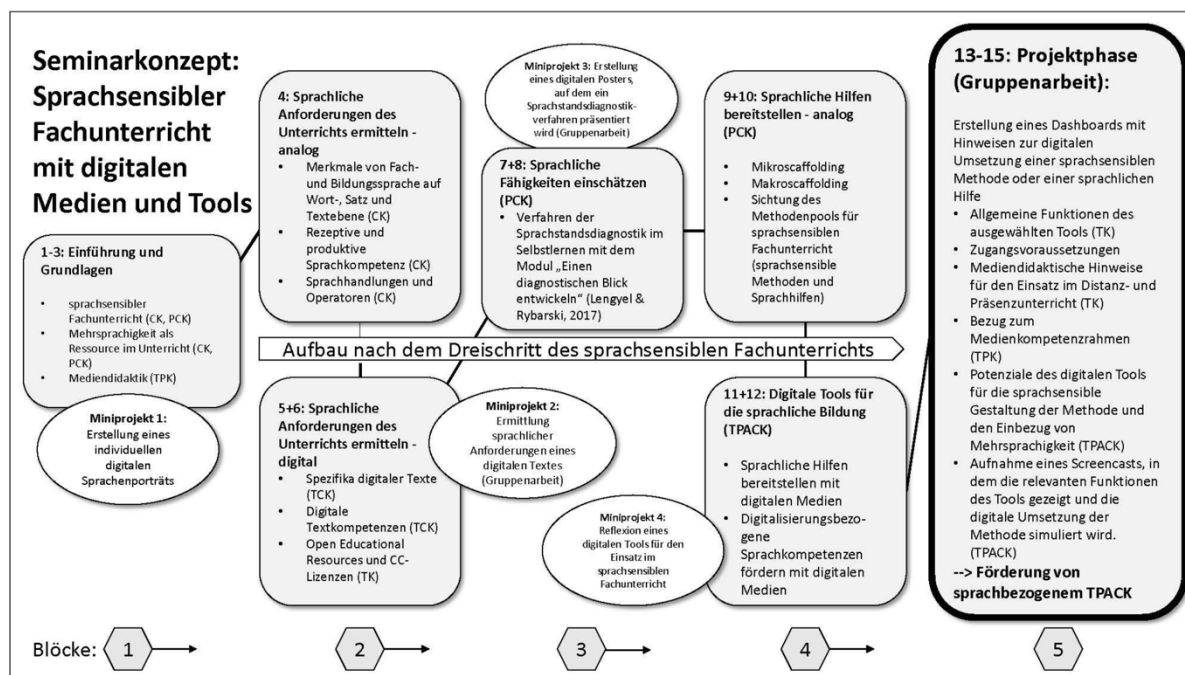 Seminarkonzept:
Sprachsensibler
Fachunterricht
mit digitalen
Medien und Tools
1-3: Einführung und
Grundlagen
• sprachsensibler
Fachunterricht (CK, PCK)
• Mehrsprachigkeit als
Ressource im Unterricht (CK,
PCK)
• Mediendidaktik (TPK)
Miniprojekt 1:
Erstellung eines
individuellen
digitalen
Sprachenporträts
4: Sprachliche
Anforderungen des
Unterrichts ermitteln -
analog
• Merkmale von Fach-
und Bildungssprache auf
Wort-, Satz und
Textebene (CK)
• Rezeptive und
produktive
Sprachkompetenz (CK)
• Sprachhandlungen und
Operatoren (CK)
Aufbau nach dem Dreischritt des sprachsensiblen Fachunterrichts
5+6: Sprachliche
Anforderungen des
Unterrichts ermitteln -
digital
• Spezifika digitaler Texte
(TCK)
• Digitale
Textkompetenzen (TCK)
• Open Educational
Resources und CC-
Lizenzen (TK)
Miniprojekt 2:
Ermittlung
sprachlicher
Anforderungen eines
digitalen Textes
(Gruppenarbeit)
Miniprojekt 3: Erstellung
eines digitalen Posters,
auf dem ein
Sprachstandsdiagnostik-
verfahren präsentiert
wird (Gruppenarbeit)
7+8: Sprachliche
Fähigkeiten einschätzen
(PCK)
• Verfahren der
Sprachstandsdiagnostik im
Selbstlernen mit dem
Modul „Einen
diagnostischen Blick
entwickeln“ (Lengyel &
Rybarski, 2017)
9+10: Sprachliche Hilfen
bereitstellen - analog
(PCK)
• Mikroscaffolding
• Makroscaffolding
• Sichtung des
Methodenpools für
sprachsensiblen
Fachunterricht
(sprachsensible
Methoden und
Sprachhilfen)
11+12: Digitale Tools für
die sprachliche Bildung
(TPACK)
• Sprachliche Hilfen
bereitstellen mit
digitalen Medien
• Digitalisierungsbezo-
gene
Sprachkompetenzen
fördern mit digitalen
Medien
Miniprojekt 4:
Reflexion eines
digitalen Tools für den
Einsatz im
sprachsensiblen
Fachunterricht
13-15: Projektphase
(Gruppenarbeit):
Erstellung eines Dashboards mit
Hinweisen zur digitalen
Umsetzung einer sprachsensiblen
Methode oder einer sprachlichen
Hilfe
• Allgemeine Funktionen des
ausgewählten Tools (TK)
• Zugangsvoraussetzungen
• Mediendidaktische Hinweise
für den Einsatz im Distanz- und
Präsenzunterricht (TK)
• Bezug zum
Medienkompetenzrahmen
(TPK)
• Potenziale des digitalen Tools
für die sprachsensible
Gestaltung der Methode und
den Einbezug von
Mehrsprachigkeit (TPACK)
• Aufnahme eines Screencasts, in
dem die relevanten Funktionen
des Tools gezeigt und die
digitale Umsetzung der
Methode simuliert wird.
(TPACK)
--> Förderung von
sprachbezogenem TPACK
Blöcke: 1 2 3 4 5